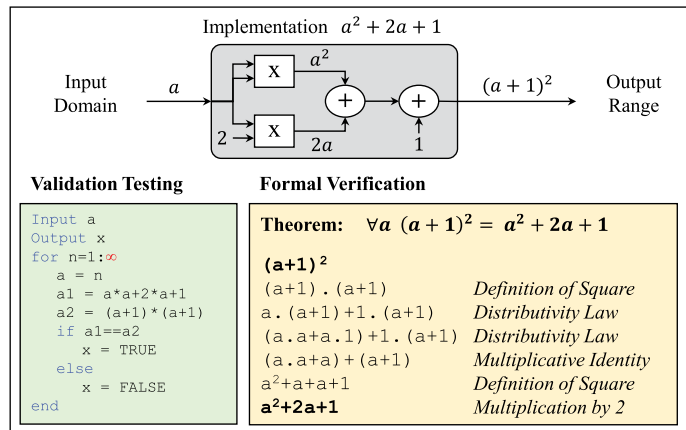 Implementation a² + 2a + 1
Input
Domain
a
x
a²
2
x
2a
+
+
1
(a + 1)²
Output
Range
Validation Testing
Input a
Output x
for n=1:∞
a = n
a1 = a*a+2*a+1
a2 = (a+1)*(a+1)
if a1==a2
x = TRUE
else
x = FALSE
end
Formal Verification
Theorem: ∀a (a + 1)² = a² + 2a + 1
(a+1)²
(a+1).(a+1) Definition of Square
a.(a+1)+1.(a+1) Distributivity Law
(a.a+a.1)+1.(a+1) Distributivity Law
(a.a+a)+(a+1) Multiplicative Identity
a²+a+a+1 Definition of Square
a²+2a+1 Multiplication by 2